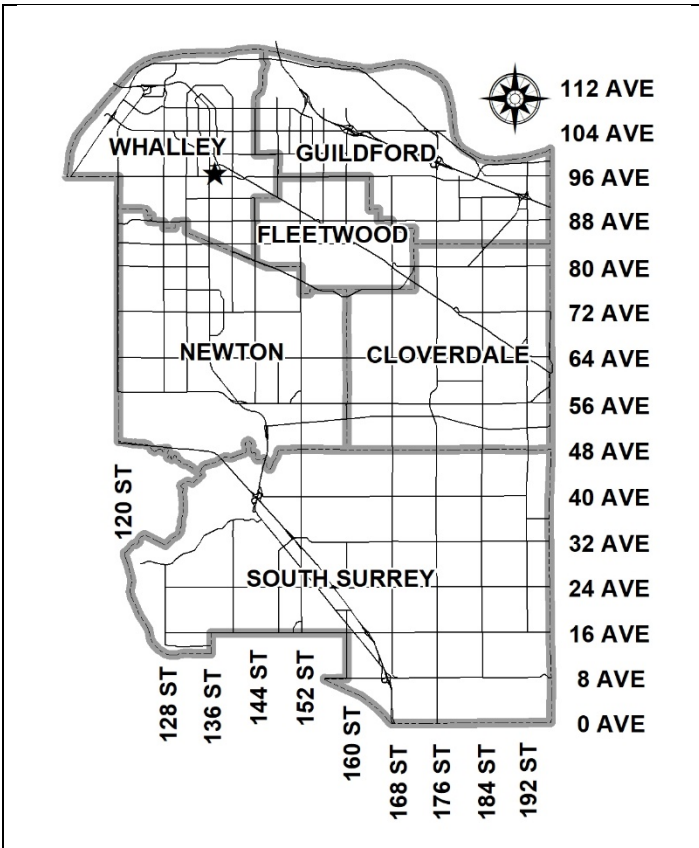 112 AVE
104 AVE
WHALLEY
GUILDFORD
96 AVE
88 AVE
FLEETWOOD
80 AVE
72 AVE
NEWTON
CLOVERDALE
64 AVE
56 AVE
48 AVE
120 ST
40 AVE
32 AVE
SOUTH SURREY
24 AVE
16 AVE
8 AVE
0 AVE
128 ST
136 ST
144 ST
152 ST
160 ST
168 ST
176 ST
184 ST
192 ST